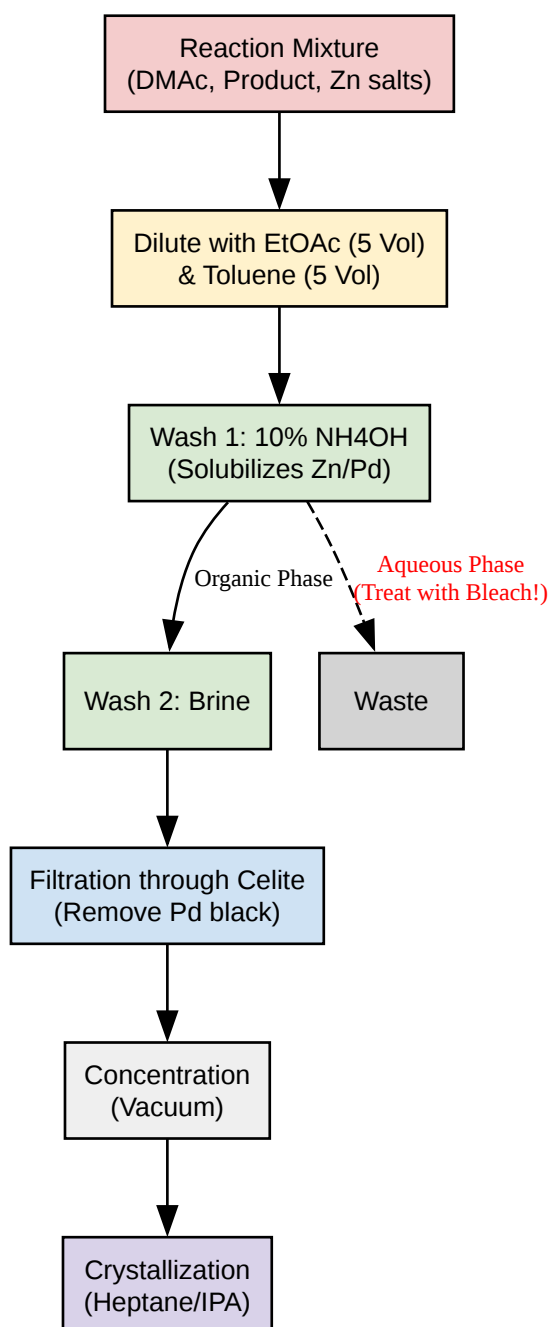 Reaction Mixture
(DMAc, Product, Zn salts)
Dilute with EtOAc (5 Vol)
& Toluene (5 Vol)
Wash 1: 10% NH4OH
(Solubilizes Zn/Pd)
Organic Phase
Aqueous Phase
(Treat with Bleach!)
Wash 2: Brine
Waste
Filtration through Celite
(Remove Pd black)
Concentration
(Vacuum)
Crystallization
(Heptane/IPA)